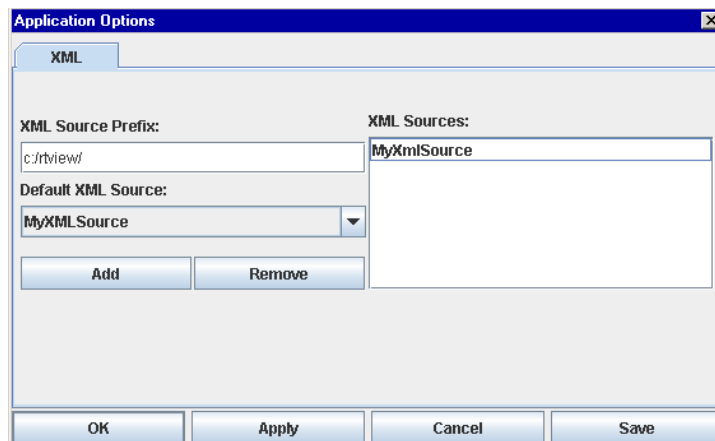 Application Options
XML
XML Source Prefix:
c:/rtview/
Default XML Source:
MyXMLSource
Add Remove
XML Sources:
MyXmlSource
OK Apply Cancel Save